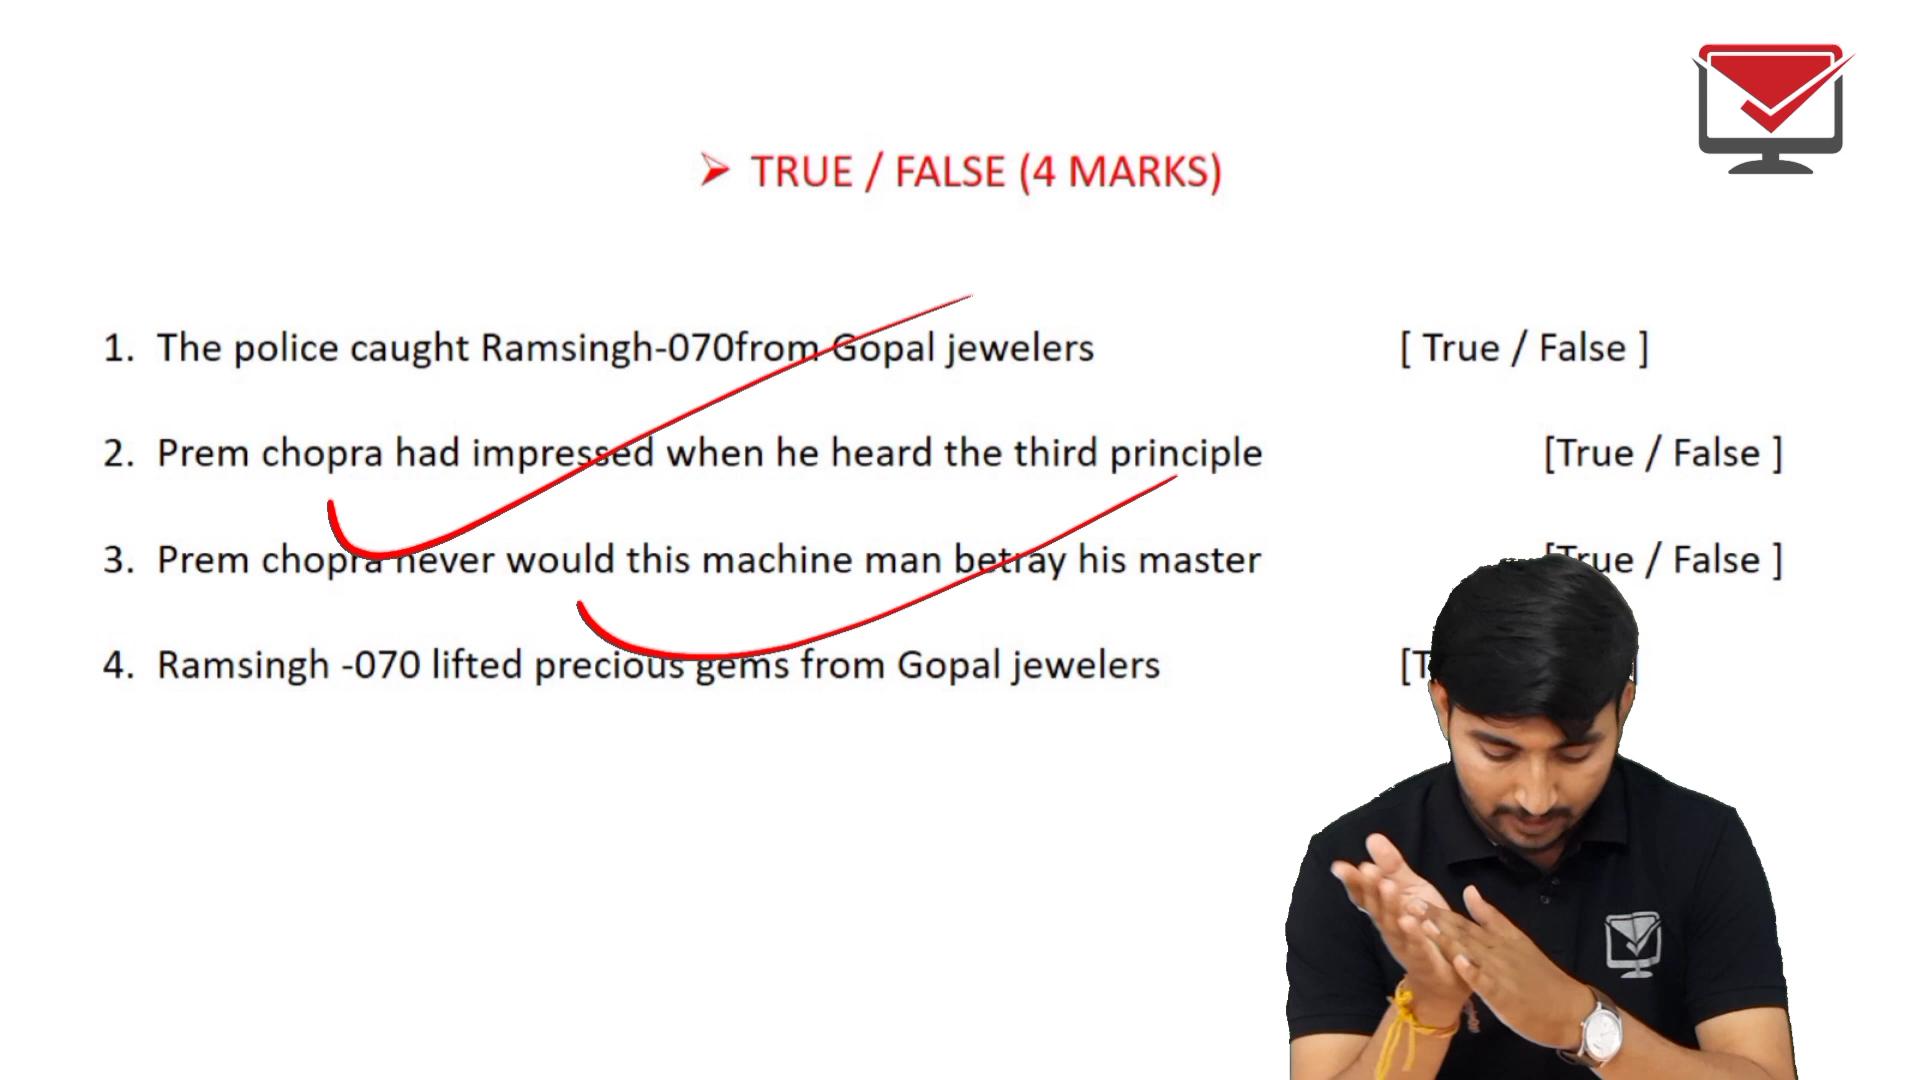 ➢ TRUE / FALSE (4 MARKS)
1. The police caught Ramsingh-070from Gopal jewelers [ True / False ]
2. Prem chopra had impressed when he heard the third principle [True / False ]
3. Prem chopra never would this machine man betray his master [True / False ]
4. Ramsingh -070 lifted precious gems from Gopal jewelers